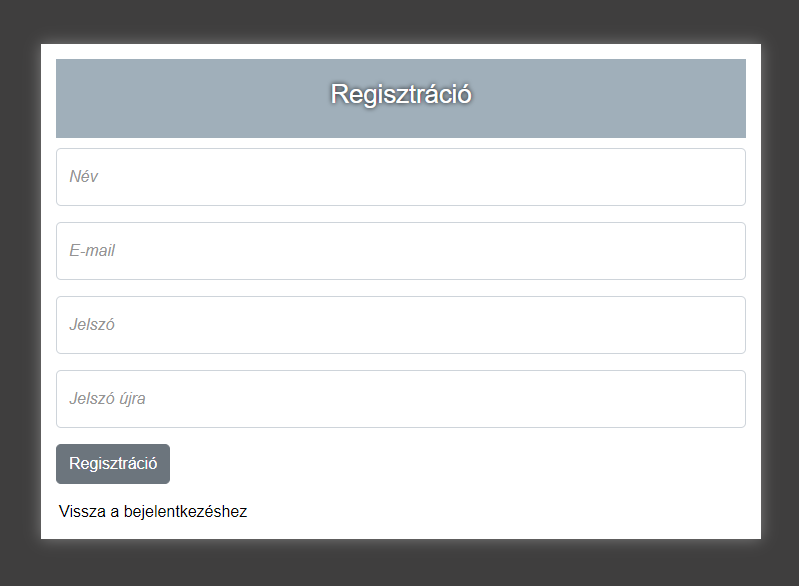 Regisztráció
Név
E-mail
Jelszó
Jelszó újra
Regisztráció
Vissza a bejelentkezéshez